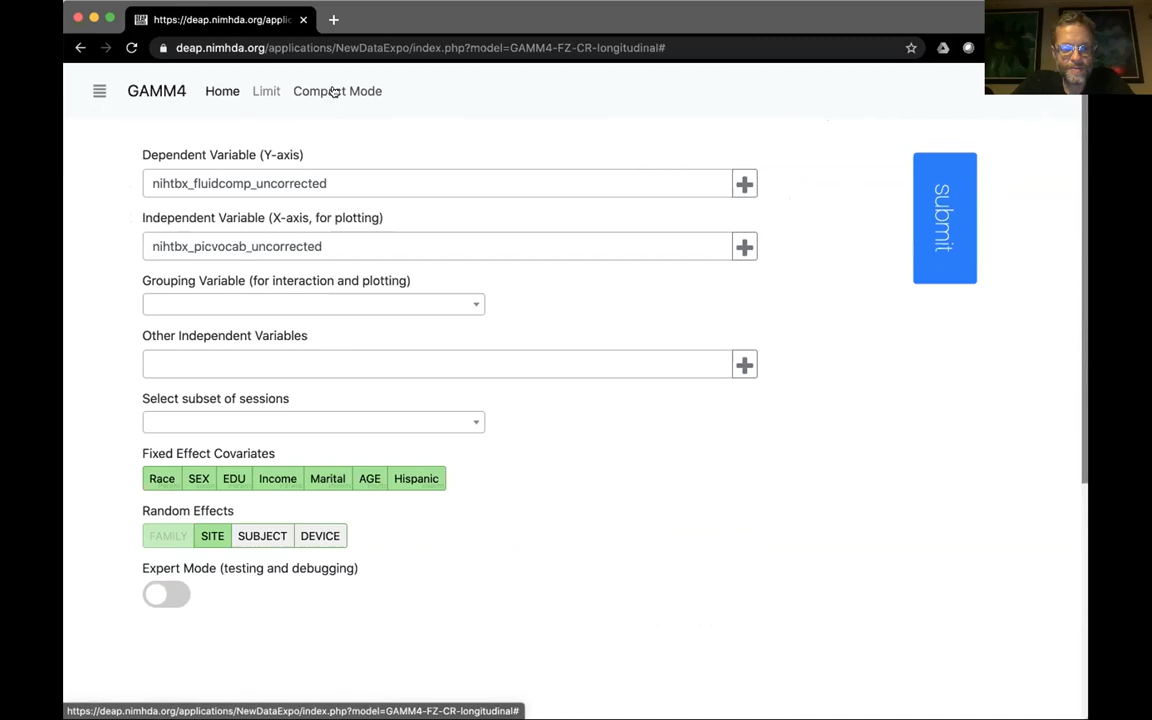 https://deap.nimhda.org/applic
deap.nimhda.org/applications/NewDataExpo/index.php?model=GAMM4-FZ-CR-longitudinal#
GAMM4 Home Limit Compact Mode
Dependent Variable (Y-axis)
nihtbx_fluidcomp_uncorrected
Independent Variable (X-axis, for plotting)
nihtbx_picvocab_uncorrected
Grouping Variable (for interaction and plotting)
Other Independent Variables
Select subset of sessions
Fixed Effect Covariates
Race SEX EDU Income Marital AGE Hispanic
Random Effects
FAMILY SITE SUBJECT DEVICE
Expert Mode (testing and debugging)
submit
https://deap.nimhda.org/applications/NewDataExpo/index.php?model=GAMM4-FZ-CR-longitudinal#